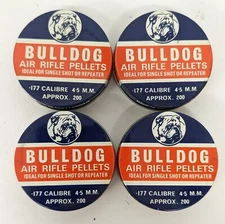 BULLDOG
AIR RIFLE PELLETS
IDEAL FOR SINGLE SHOT OR REPEATER
·177 CALIBRE 4·5 M.M.
APPROX. 200
BULLDOG
AIR RIFLE PELLETS
IDEAL FOR SINGLE SHOT OR REPEATER
·177 CALIBRE 4·5 M.M.
APPROX. 200
BULLDOG
AIR RIFLE PELLETS
IDEAL FOR SINGLE SHOT OR REPEATER
·177 CALIBRE 4·5 M.M.
APPROX. 200
BULLDOG
AIR RIFLE PELLETS
IDEAL FOR SINGLE SHOT OR REPEATER
·177 CALIBRE 4·5 M.M.
APPROX. 200